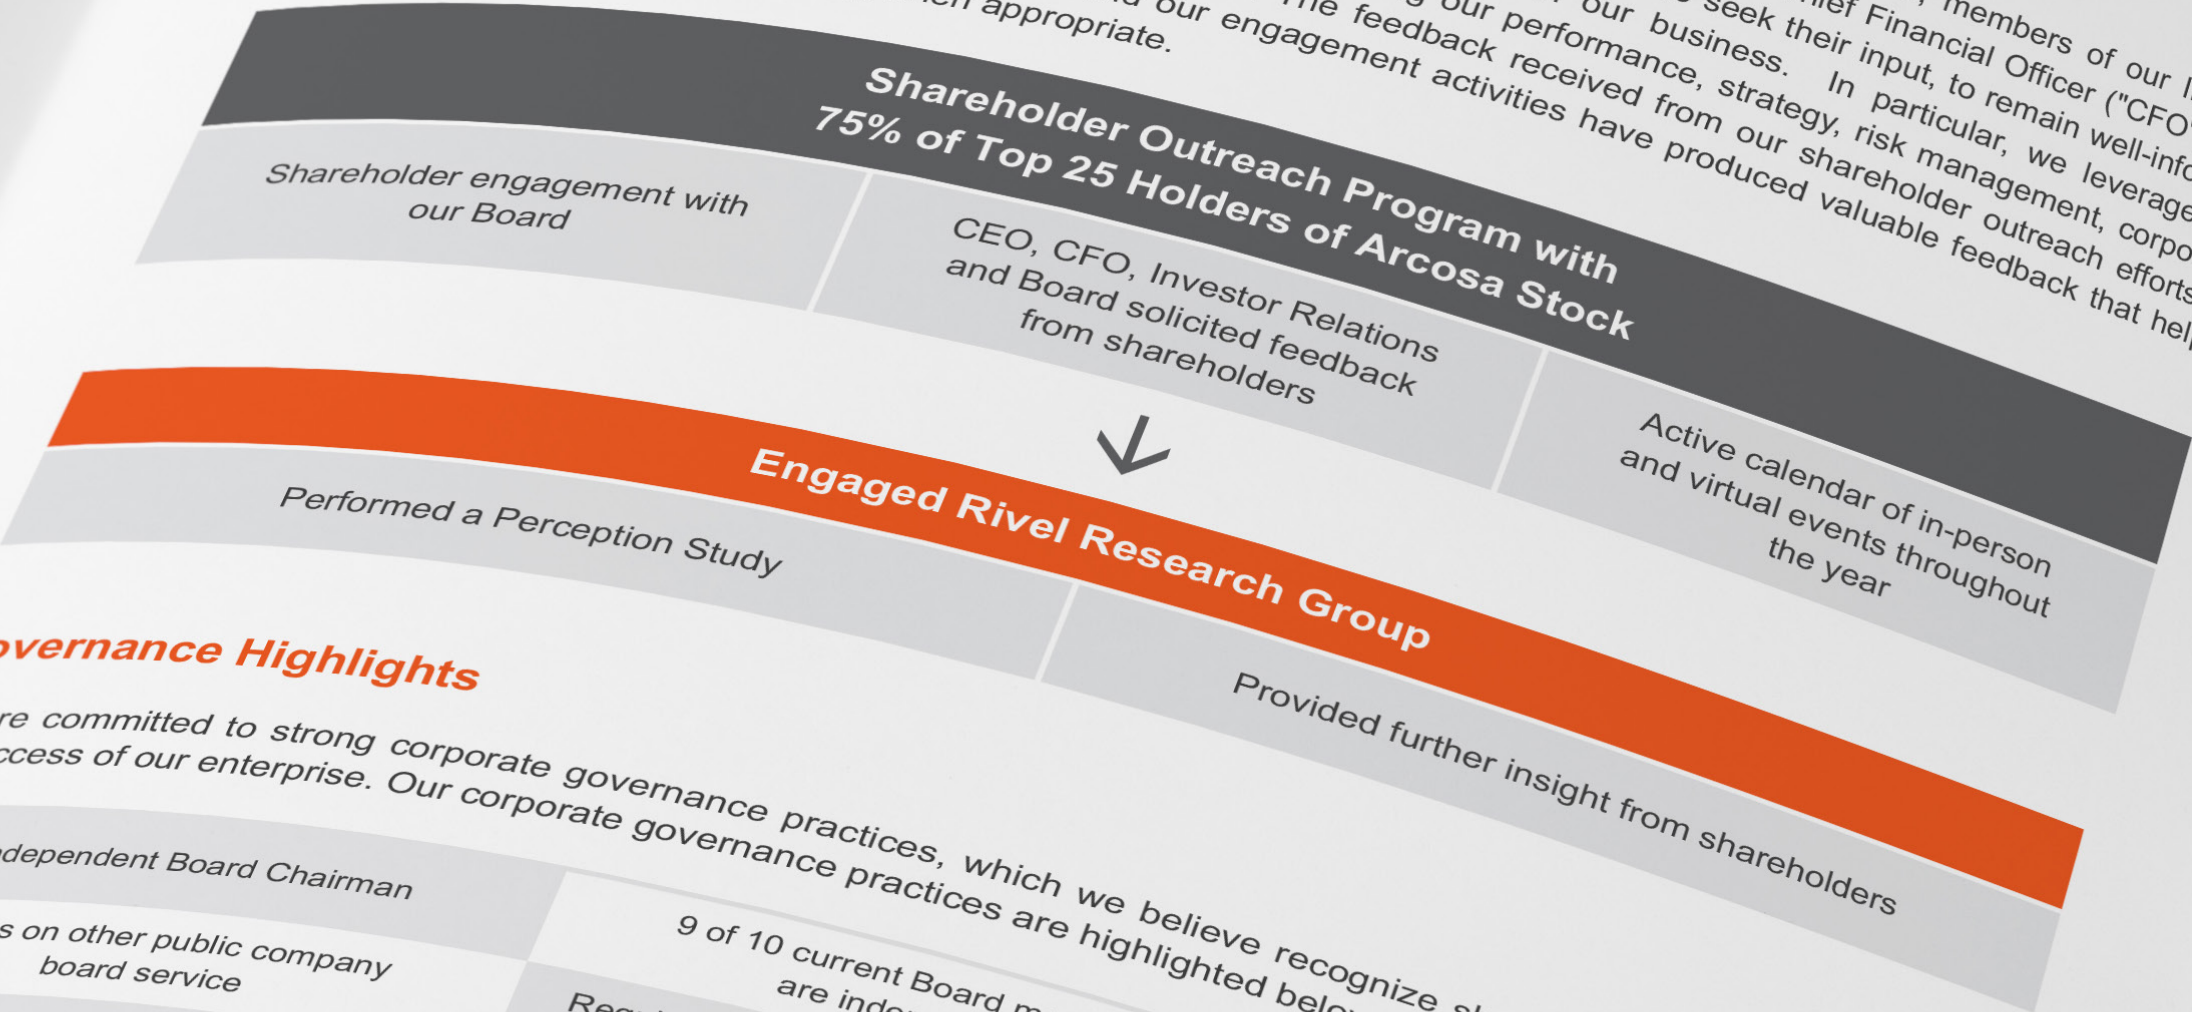 members of our
Chief Financial Officer ("CFO"
seek their input, to remain well-info
our business. In particular, we leverage
our performance, strategy, risk management, corpo
The feedback received from our shareholder outreach efforts
our engagement activities have produced valuable feedback that help
appropriate.
Shareholder Outreach Program with
75% of Top 25 Holders of Arcosa Stock
Shareholder engagement with
our Board
CEO, CFO, Investor Relations
and Board solicited feedback
from shareholders
Active calendar of in-person
and virtual events throughout
the year
Engaged Rivel Research Group
Performed a Perception Study
Provided further insight from shareholders
overnance Highlights
re committed to strong corporate governance practices, which we believe recognize
ccess of our enterprise. Our corporate governance practices are highlighted below
ndependent Board Chairman
s on other public company
board service
9 of 10 current Board m
are inde